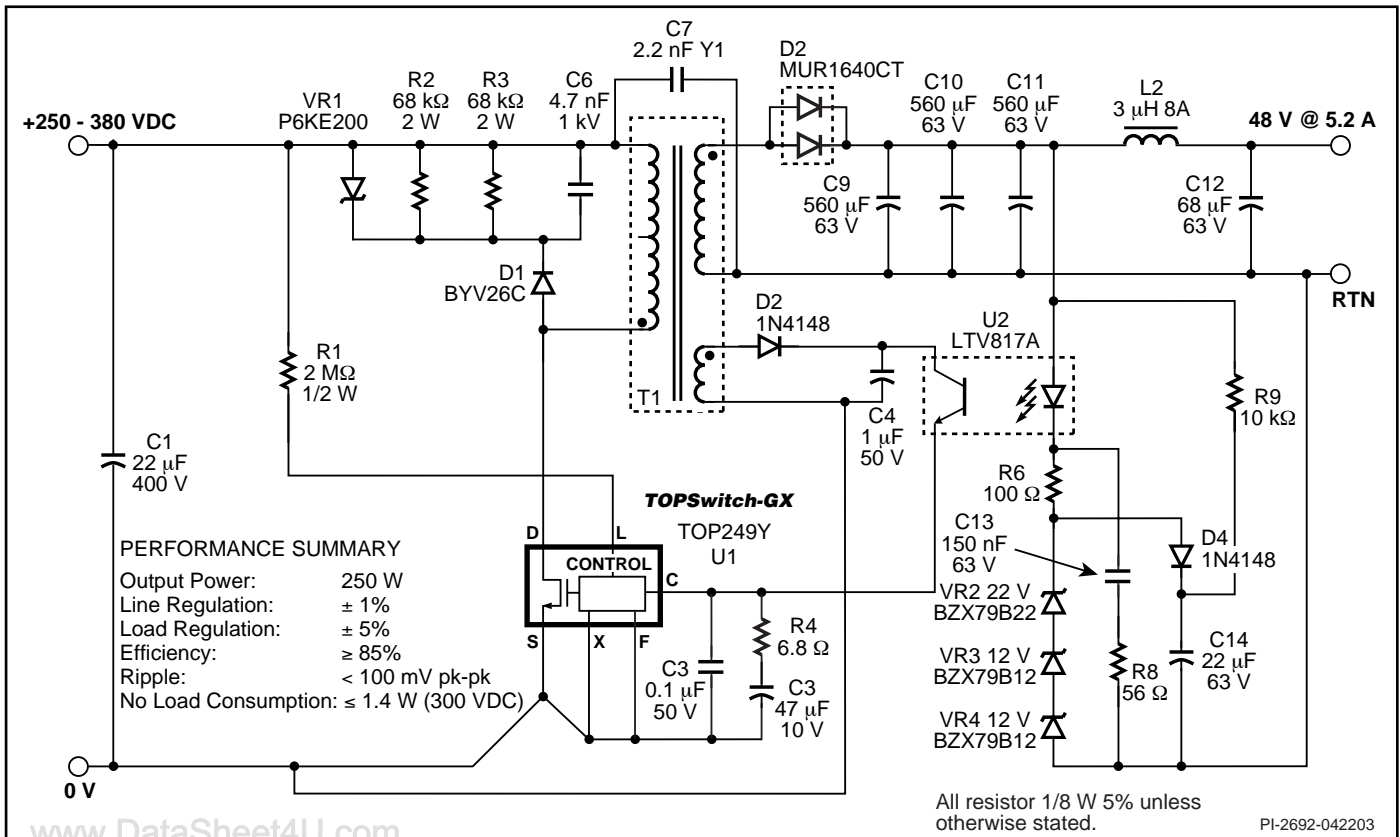 C7
2.2 nF Y1
D2
MUR1640CT
R2
68 kΩ
2 W
R3
68 kΩ
2 W
C6
4.7 nF
1 kV
C10
560 μF
63 V
C11
560 μF
63 V
L2
3 μH 8A
VR1
P6KE200
+250 - 380 VDC
48 V @ 5.2 A
C9
560 μF
63 V
C12
68 μF
63 V
D1
BYV26C
RTN
D2
1N4148
U2
LTV817A
R1
2 MΩ
1/2 W
T1
R9
10 kΩ
C4
1 μF
50 V
C1
22 μF
400 V
R6
100 Ω
TOPSwitch-GX
TOP249Y
U1
D
L
CONTROL
C
S
X
F
C13
150 nF
63 V
D4
1N4148
PERFORMANCE SUMMARY
Output Power: 250 W
Line Regulation: ± 1%
Load Regulation: ± 5%
Efficiency: ≥ 85%
Ripple: < 100 mV pk-pk
No Load Consumption: ≤ 1.4 W (300 VDC)
VR2 22 V
BZX79B22
R4
6.8 Ω
C3
0.1 μF
50 V
C3
47 μF
10 V
VR3 12 V
BZX79B12
R8
56 Ω
C14
22 μF
63 V
VR4 12 V
BZX79B12
0 V
All resistor 1/8 W 5% unless
otherwise stated.
PI-2692-042203
www.DataSheet4U.com